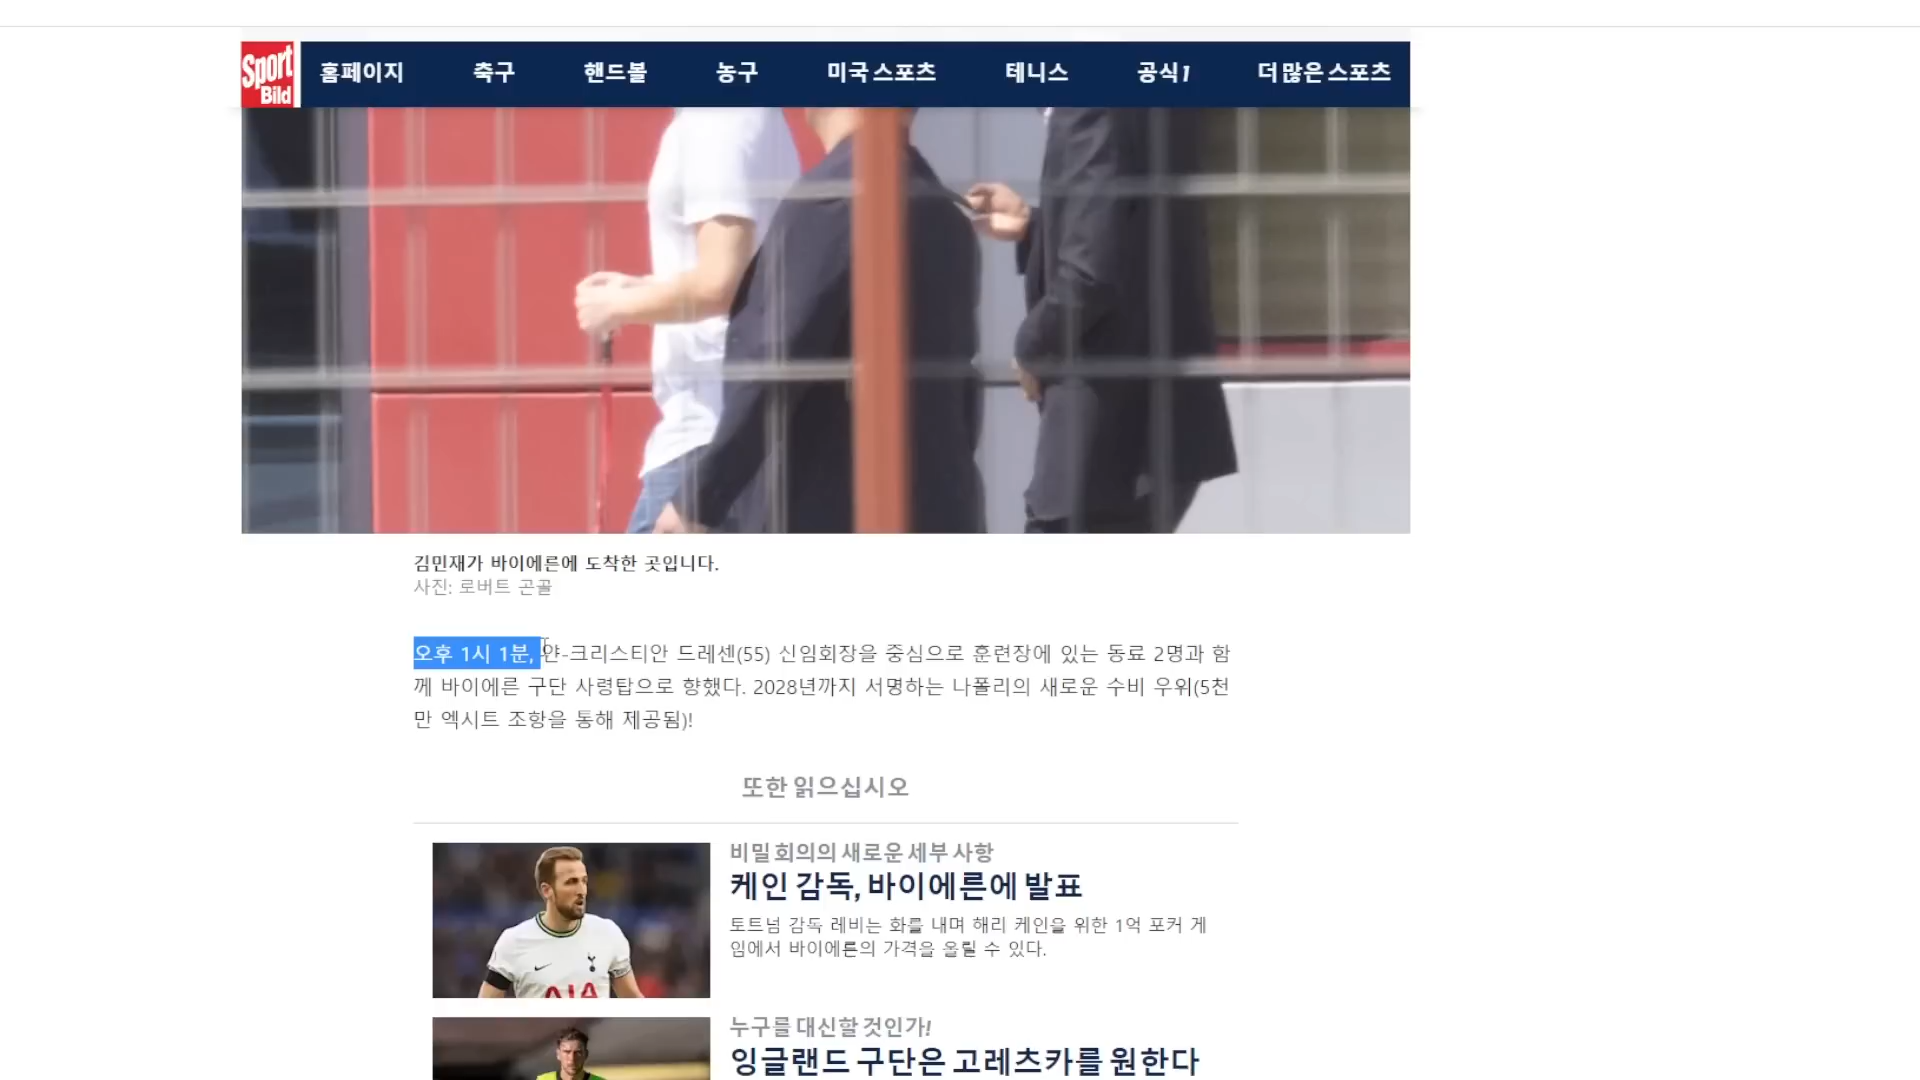 Sport
Bild
홈페이지 축구 핸드볼 농구 미국 스포츠 테니스 공식 1 더 많은 스포츠
김민재가 바이에른에 도착한 곳입니다.
사진: 로버트 곤골
오후 1시 1분, 얀-크리스티안 드레센(55) 신임회장을 중심으로 훈련장에 있는 동료 2명과 함
께 바이에른 구단 사령탑으로 향했다. 2028년까지 서명하는 나폴리의 새로운 수비 우위(5천
만 엑시트 조항을 통해 제공됨)!
또한 읽으십시오
비밀 회의의 새로운 세부 사항
케인 감독, 바이에른에 발표
토트넘 감독 레비는 화를 내며 해리 케인을 위한 1억 포커 게
임에서 바이에른의 가격을 올릴 수 있다.
AIA
누구를 대신할 것인가!
잉글랜드 구단은 고레츠카를 원한다